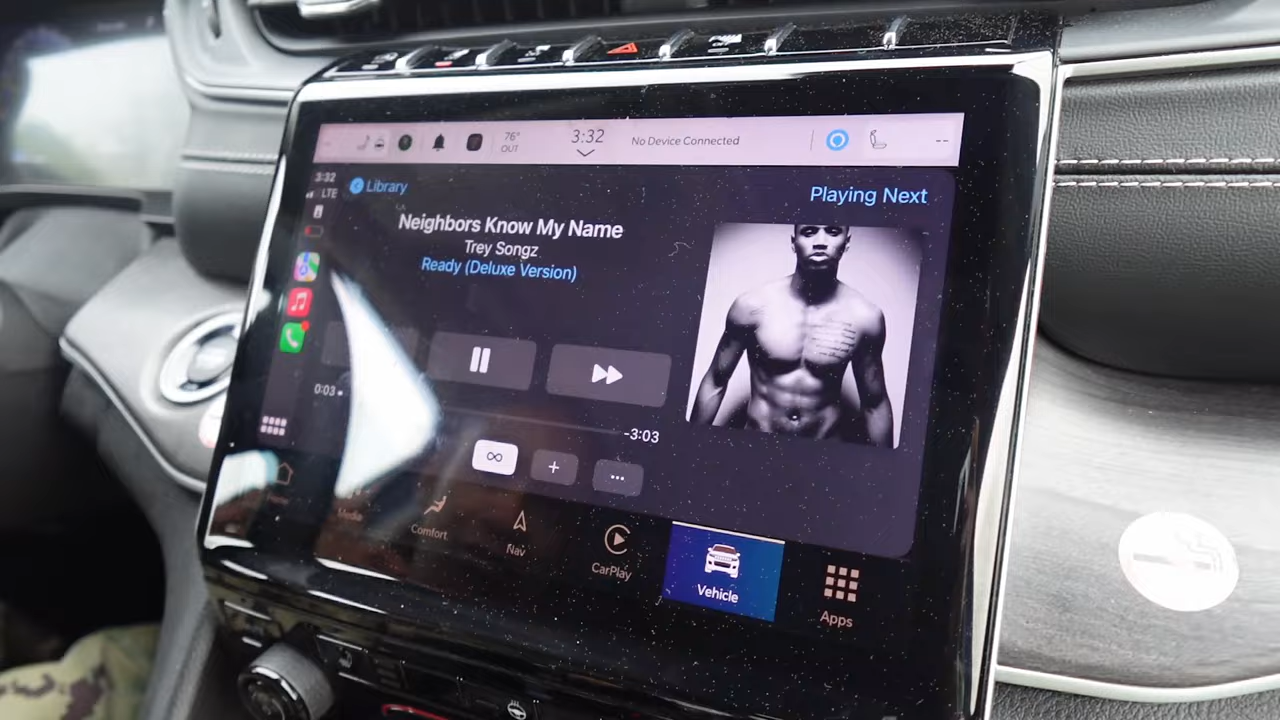 76°
OUT
3:32
No Device Connected
--
3:32
LTE
Library
Playing Next
Neighbors Know My Name
Trey Songz
Ready (Deluxe Version)
0:03
-3:03
Media
Comfort
Nav
CarPlay
Vehicle
Apps